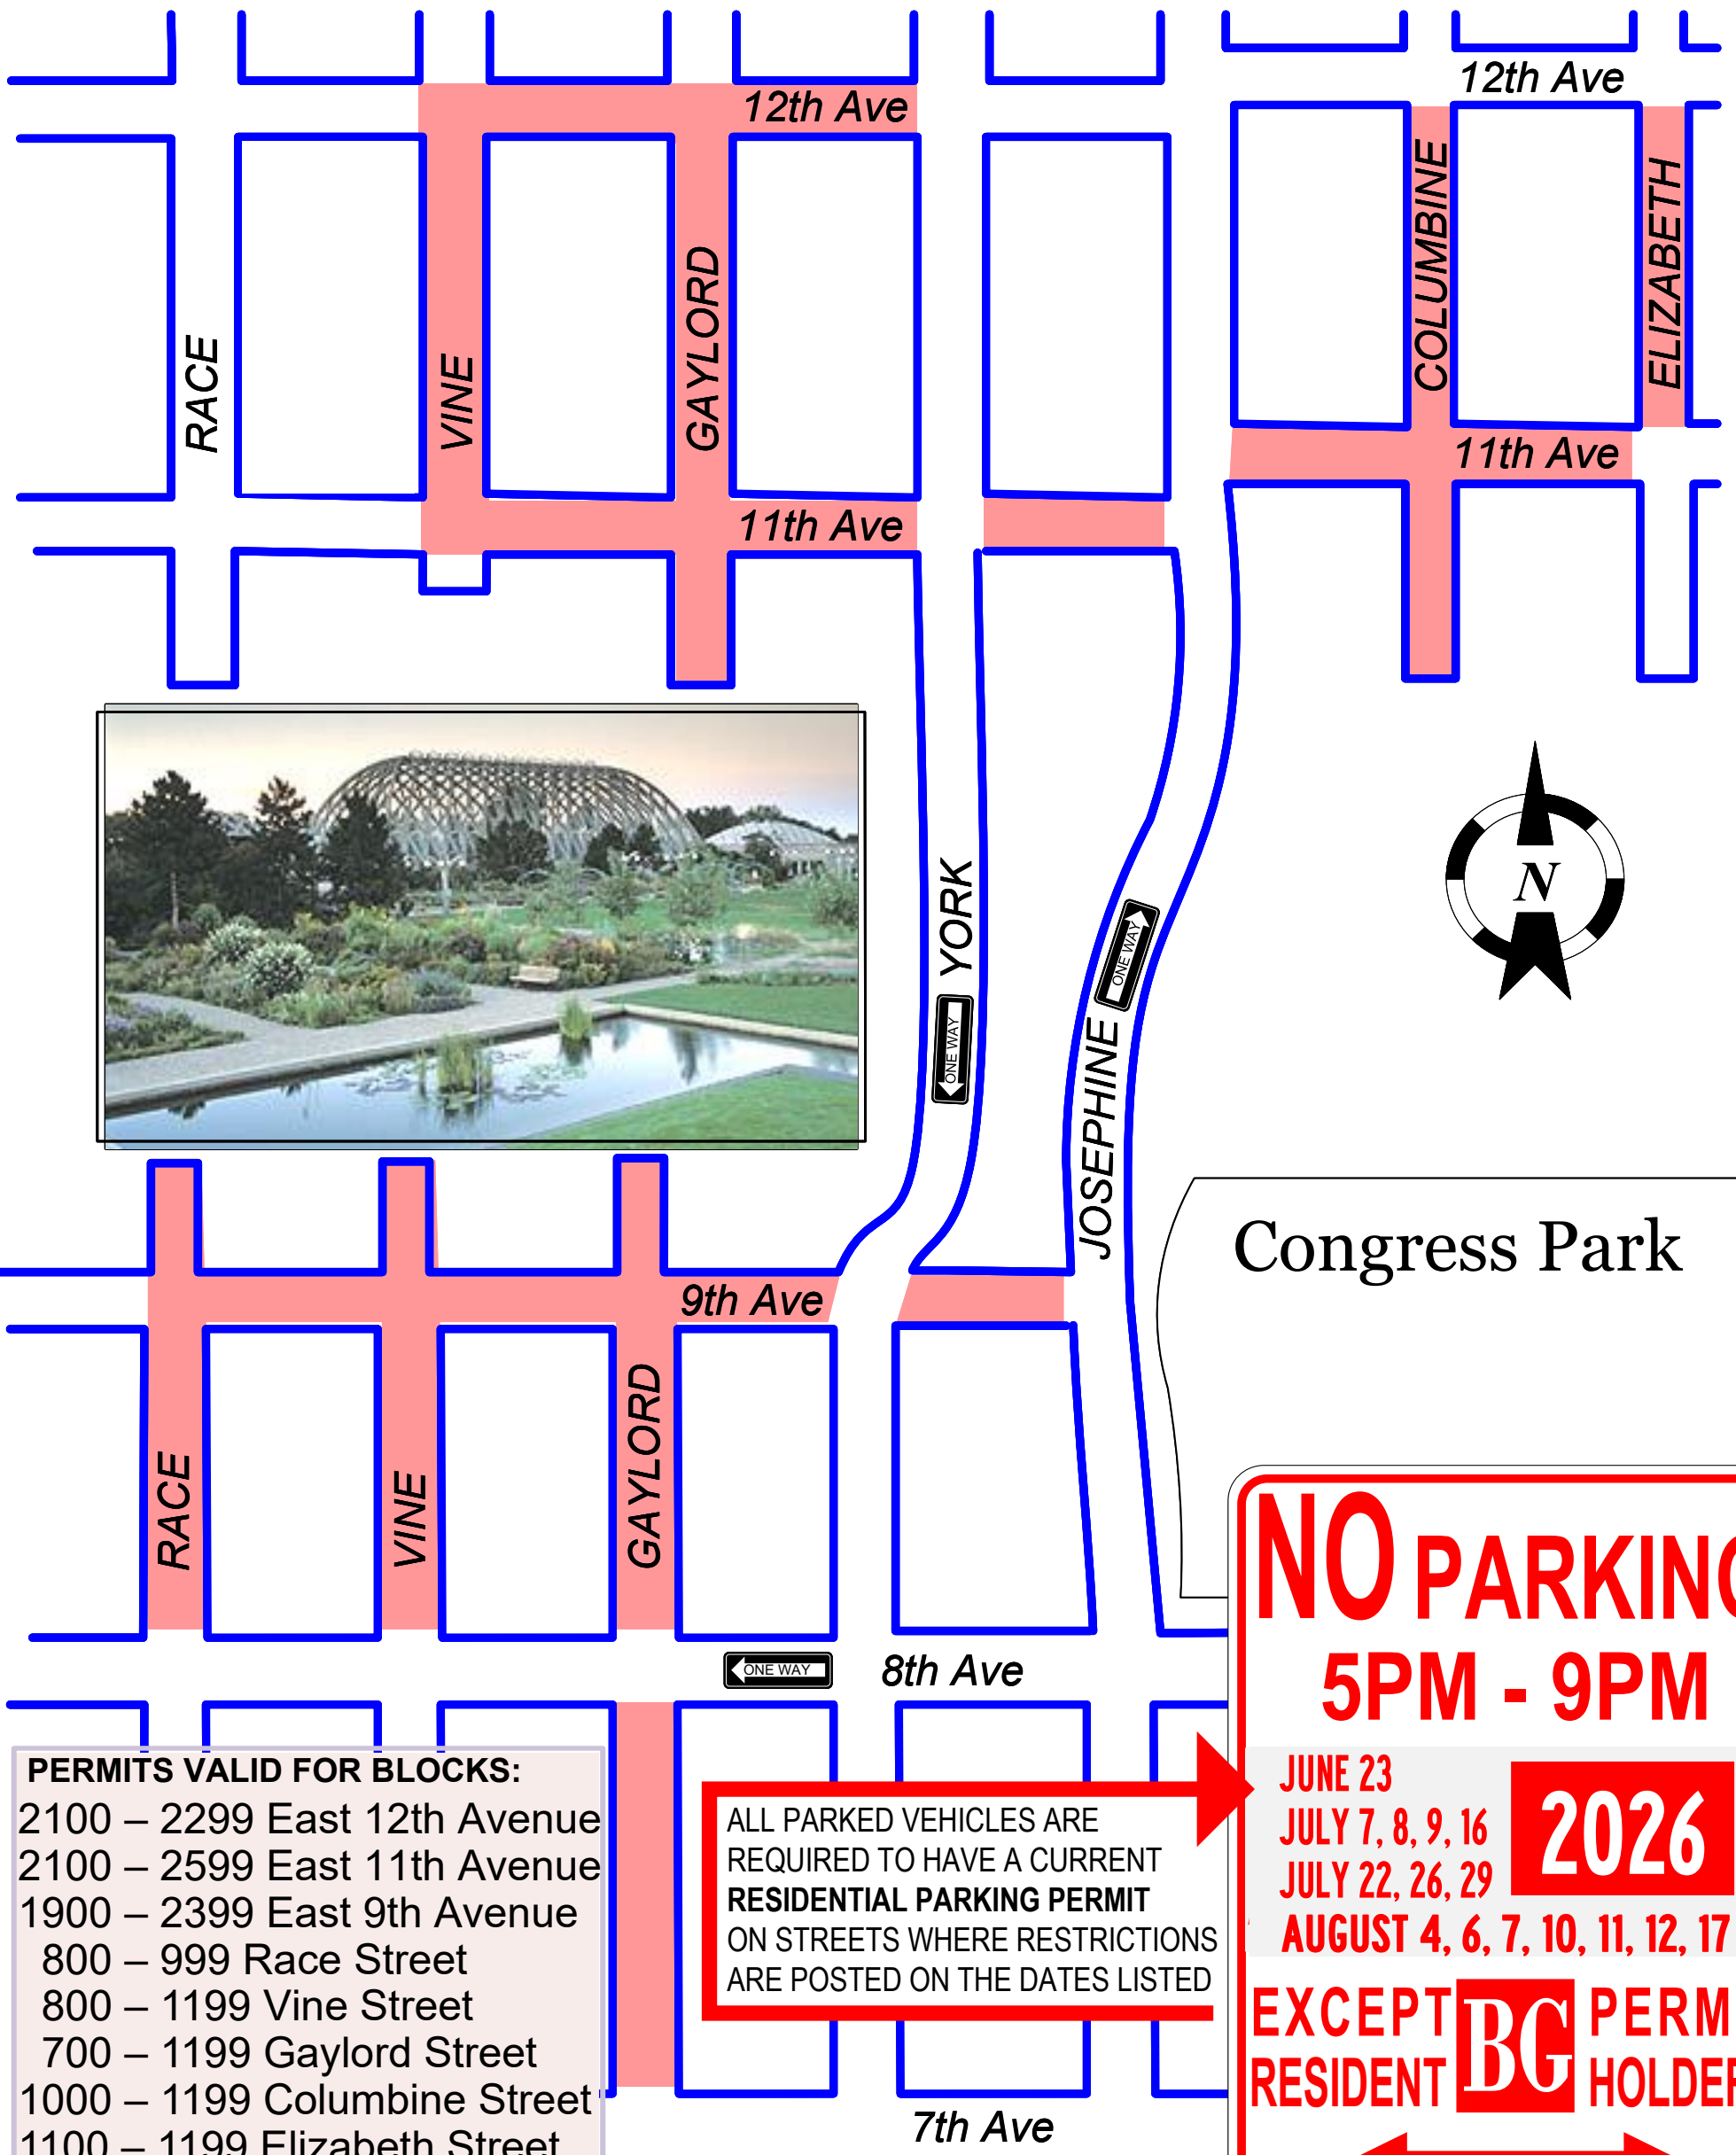 12th Ave
12th Ave
RACE
VINE
GAYLORD
COLUMBINE
ELIZABETH
11th Ave
11th Ave
YORK
ONE WAY
JOSEPHINE
ONE WAY
N
Congress Park
9th Ave
RACE
VINE
GAYLORD
ONE WAY
8th Ave
7th Ave
PERMITS VALID FOR BLOCKS:
2100 – 2299 East 12th Avenue
2100 – 2599 East 11th Avenue
1900 – 2399 East 9th Avenue
800 – 999 Race Street
800 – 1199 Vine Street
700 – 1199 Gaylord Street
1000 – 1199 Columbine Street
1100 – 1199 Elizabeth Street
ALL PARKED VEHICLES ARE
REQUIRED TO HAVE A CURRENT
RESIDENTIAL PARKING PERMIT
ON STREETS WHERE RESTRICTIONS
ARE POSTED ON THE DATES LISTED
NO PARKING
5PM - 9PM
JUNE 23
JULY 7, 8, 9, 16
JULY 22, 26, 29
2026
AUGUST 4, 6, 7, 10, 11, 12, 17
EXCEPT BG PERM
RESIDENT HOLDER